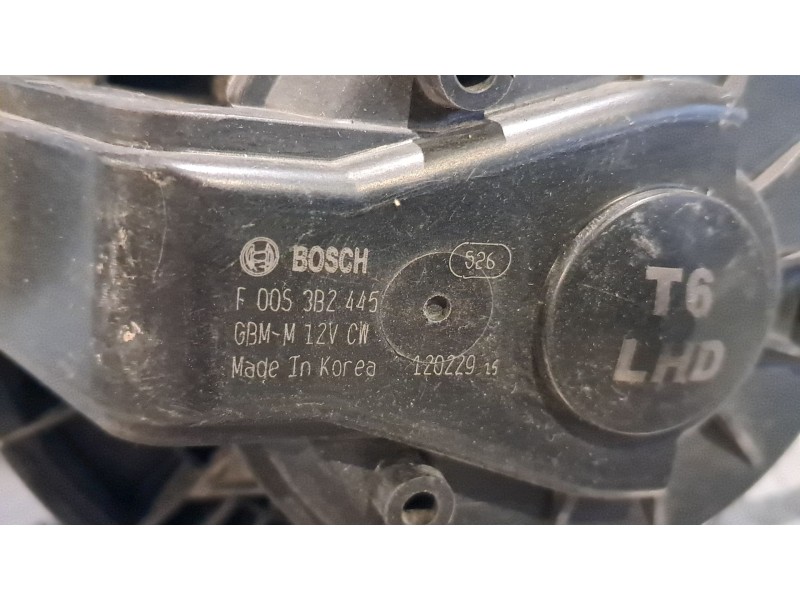 BOSCH
526
F 00S 3B2 445
GBM-M 12V CW
Made In Korea
120229 15
T6
LHD